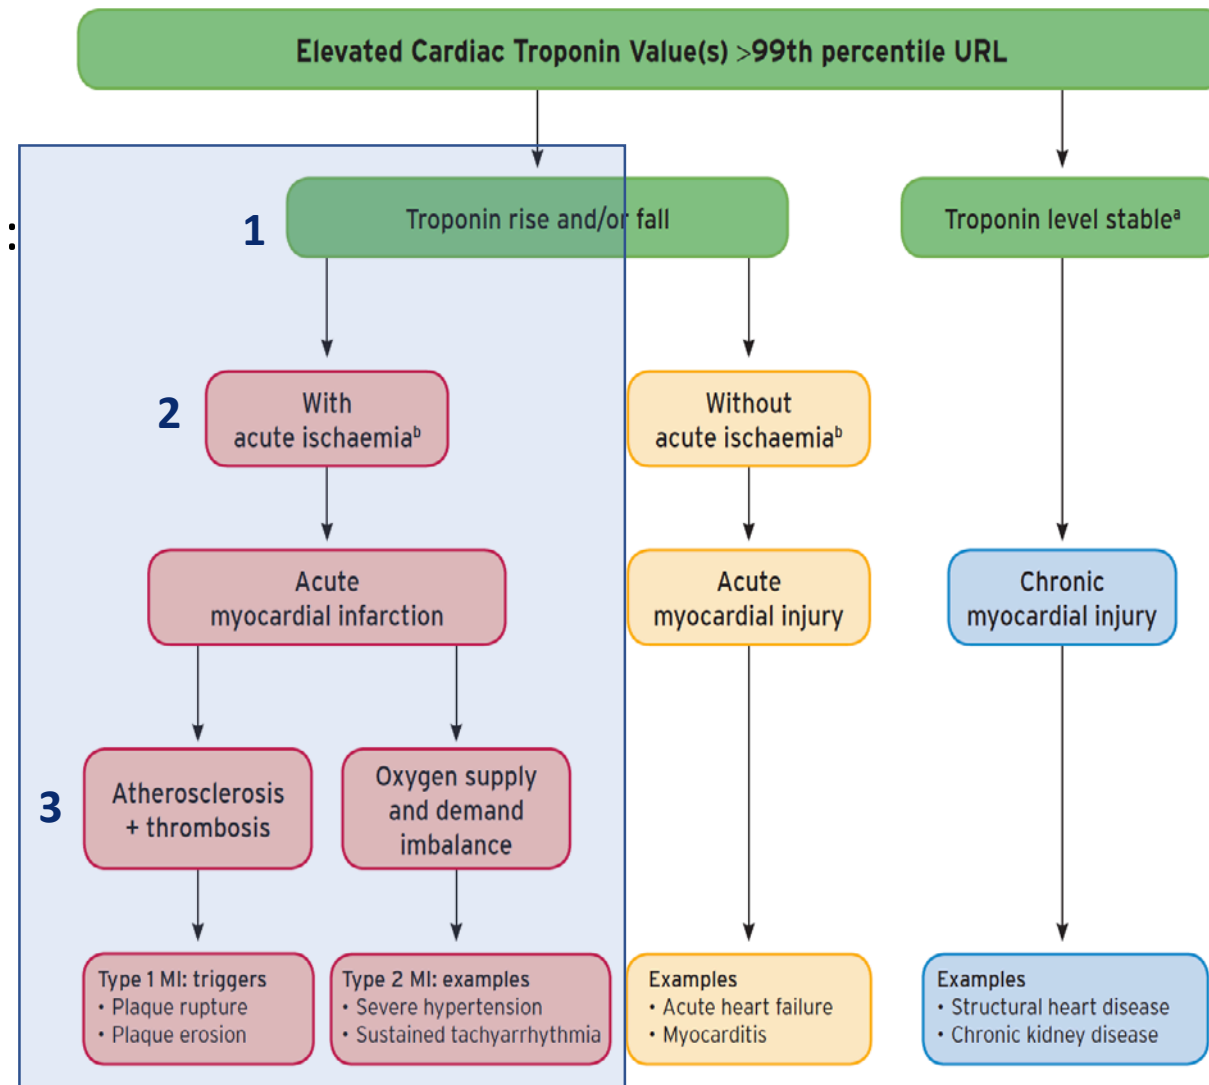 Elevated Cardiac Troponin Value(s) >99th percentile URL
:
1
Troponin rise and/or fall
Troponin level stableᵃ
2
With
acute ischaemiaᵇ
Without
acute ischaemiaᵇ
Acute
myocardial infarction
Acute
myocardial injury
Chronic
myocardial injury
3
Atherosclerosis
+ thrombosis
Oxygen supply
and demand
imbalance
Type 1 MI: triggers
• Plaque rupture
• Plaque erosion
Type 2 MI: examples
• Severe hypertension
• Sustained tachyarrhythmia
Examples
• Acute heart failure
• Myocarditis
Examples
• Structural heart disease
• Chronic kidney disease